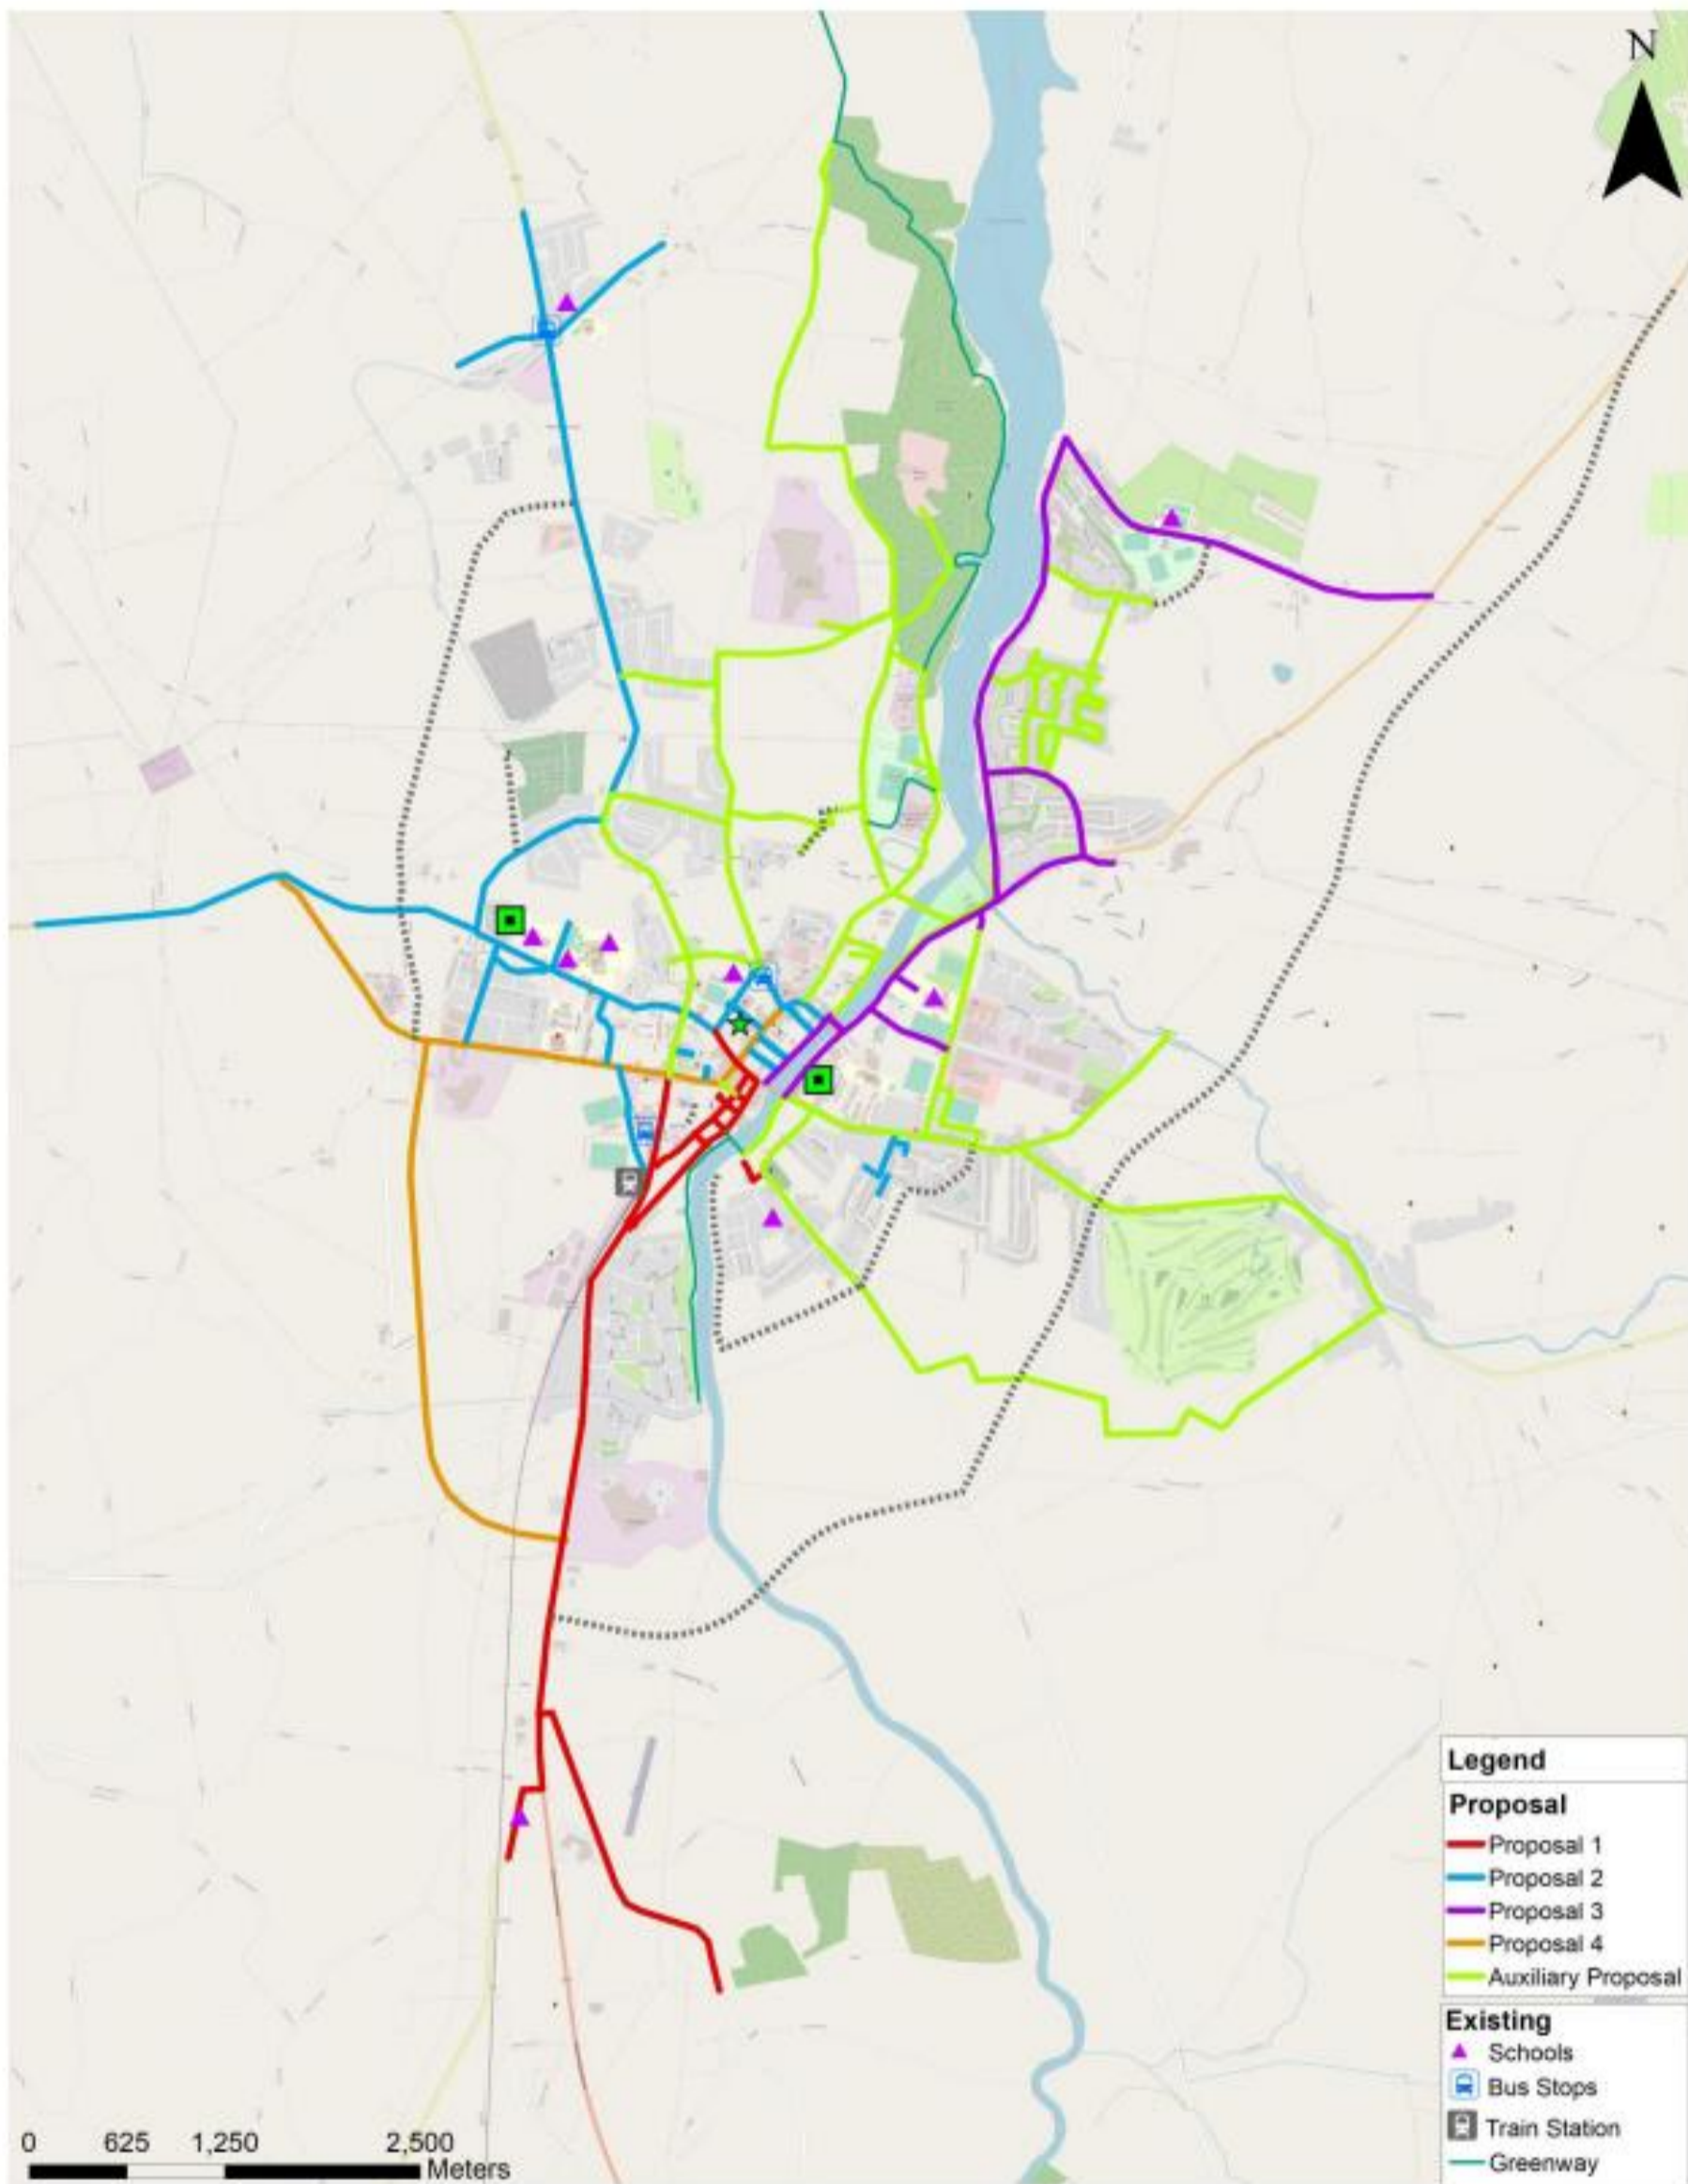 N
Legend
Proposal
Proposal 1
Proposal 2
Proposal 3
Proposal 4
Auxiliary Proposal
Existing
Schools
Bus Stops
Train Station
Greenway
0 625 1,250 2,500
Meters